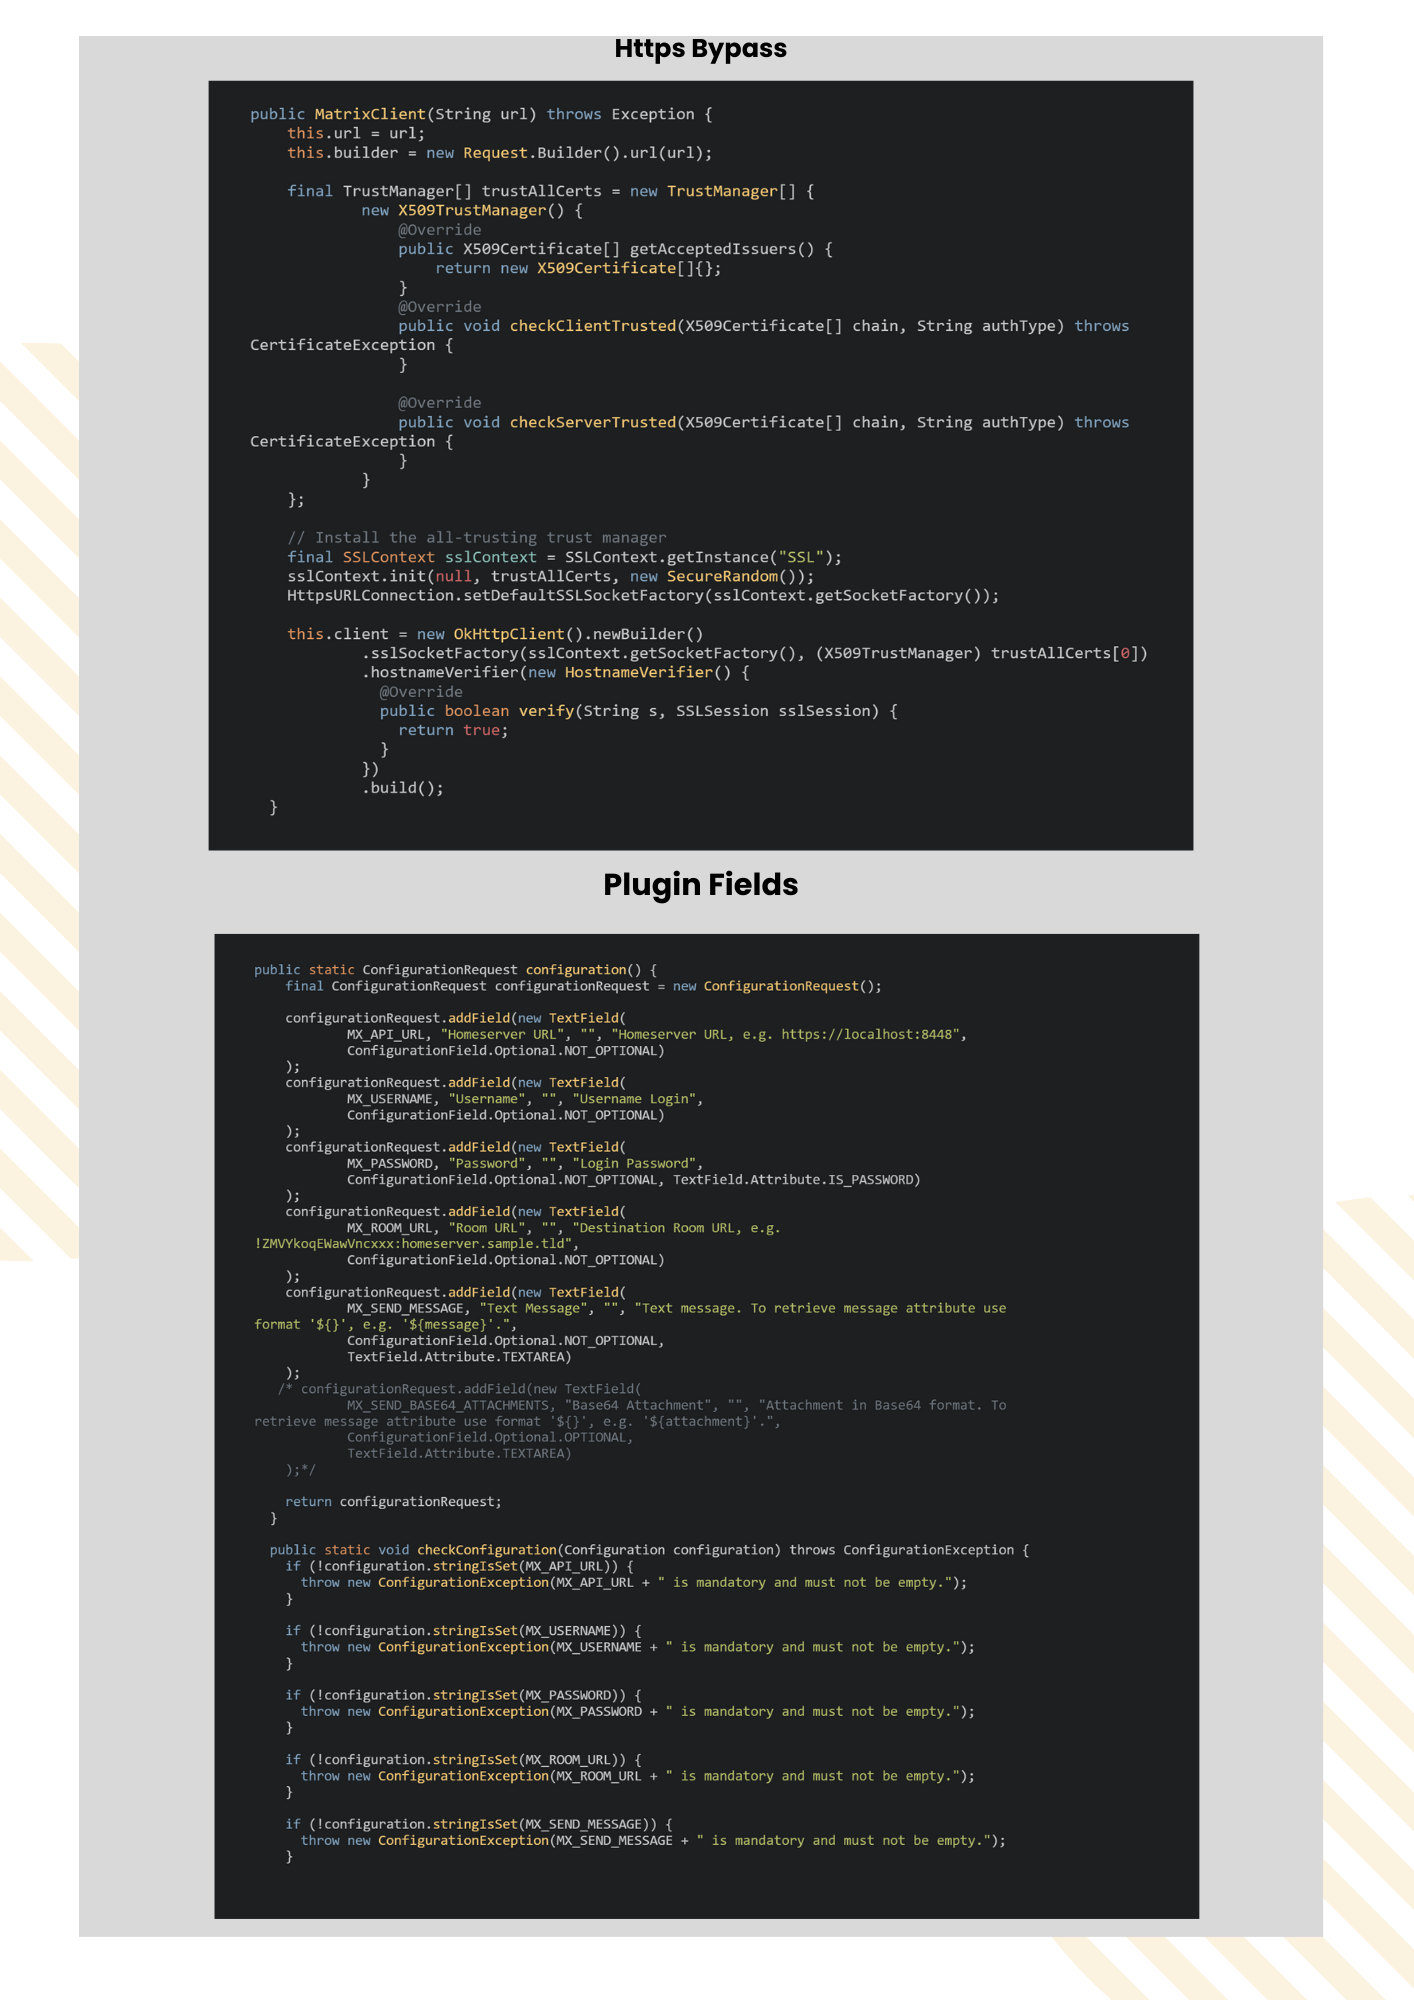 Https Bypass
public MatrixClient(String url) throws Exception {
    this.url = url;
    this.builder = new Request.Builder().url(url);

    final TrustManager[] trustAllCerts = new TrustManager[] {
            new X509TrustManager() {
                @Override
                public X509Certificate[] getAcceptedIssuers() {
                    return new X509Certificate[]{};
                }
                @Override
                public void checkClientTrusted(X509Certificate[] chain, String authType) throws
CertificateException {
                }

                @Override
                public void checkServerTrusted(X509Certificate[] chain, String authType) throws
CertificateException {
                }
            }
    };

    // Install the all-trusting trust manager
    final SSLContext sslContext = SSLContext.getInstance("SSL");
    sslContext.init(null, trustAllCerts, new SecureRandom());
    HttpsURLConnection.setDefaultSSLSocketFactory(sslContext.getSocketFactory());

    this.client = new OkHttpClient().newBuilder()
            .sslSocketFactory(sslContext.getSocketFactory(), (X509TrustManager) trustAllCerts[0])
            .hostnameVerifier(new HostnameVerifier() {
              @Override
              public boolean verify(String s, SSLSession sslSession) {
                return true;
              }
            })
            .build();
  }
Plugin Fields
public static ConfigurationRequest configuration() {
    final ConfigurationRequest configurationRequest = new ConfigurationRequest();

    configurationRequest.addField(new TextField(
            MX_API_URL, "Homeserver URL", "", "Homeserver URL, e.g. https://localhost:8448",
            ConfigurationField.Optional.NOT_OPTIONAL)
    );
    configurationRequest.addField(new TextField(
            MX_USERNAME, "Username", "", "Username Login",
            ConfigurationField.Optional.NOT_OPTIONAL)
    );
    configurationRequest.addField(new TextField(
            MX_PASSWORD, "Password", "", "Login Password",
            ConfigurationField.Optional.NOT_OPTIONAL, TextField.Attribute.IS_PASSWORD)
    );
    configurationRequest.addField(new TextField(
            MX_ROOM_URL, "Room URL", "", "Destination Room URL, e.g.
!ZMVYkoqEWawVncxxx:homeserver.sample.tld",
            ConfigurationField.Optional.NOT_OPTIONAL)
    );
    configurationRequest.addField(new TextField(
            MX_SEND_MESSAGE, "Text Message", "", "Text message. To retrieve message attribute use
format '${}', e.g. '${message}'.",
            ConfigurationField.Optional.NOT_OPTIONAL,
            TextField.Attribute.TEXTAREA)
    );
   /* configurationRequest.addField(new TextField(
            MX_SEND_BASE64_ATTACHMENTS, "Base64 Attachment", "", "Attachment in Base64 format. To
retrieve message attribute use format '${}', e.g. '${attachment}'.",
            ConfigurationField.Optional.OPTIONAL,
            TextField.Attribute.TEXTAREA)
    );*/

    return configurationRequest;
  }

  public static void checkConfiguration(Configuration configuration) throws ConfigurationException {
    if (!configuration.stringIsSet(MX_API_URL)) {
      throw new ConfigurationException(MX_API_URL + " is mandatory and must not be empty.");
    }

    if (!configuration.stringIsSet(MX_USERNAME)) {
      throw new ConfigurationException(MX_USERNAME + " is mandatory and must not be empty.");
    }

    if (!configuration.stringIsSet(MX_PASSWORD)) {
      throw new ConfigurationException(MX_PASSWORD + " is mandatory and must not be empty.");
    }

    if (!configuration.stringIsSet(MX_ROOM_URL)) {
      throw new ConfigurationException(MX_ROOM_URL + " is mandatory and must not be empty.");
    }

    if (!configuration.stringIsSet(MX_SEND_MESSAGE)) {
      throw new ConfigurationException(MX_SEND_MESSAGE + " is mandatory and must not be empty.");
    }